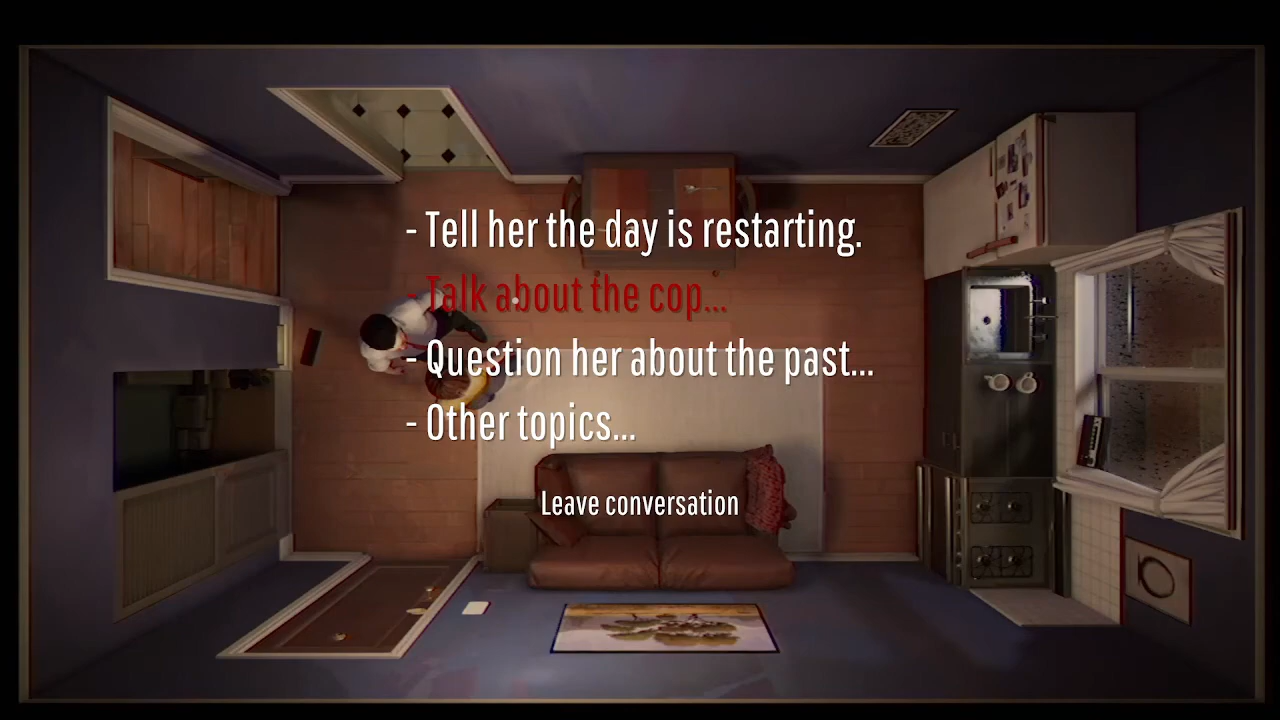 - Tell her the day is restarting.
- Talk about the cop...
- Question her about the past...
- Other topics...
Leave conversation